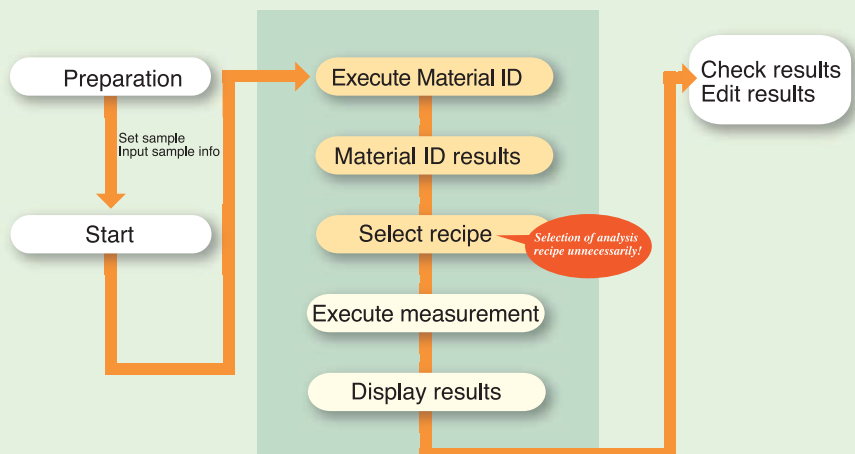 Preparation
Set sample
Input sample info
Start
Execute Material ID
Material ID results
Select recipe
Selection of analysis
recipe unnecessarily!
Execute measurement
Display results
Check results
Edit results